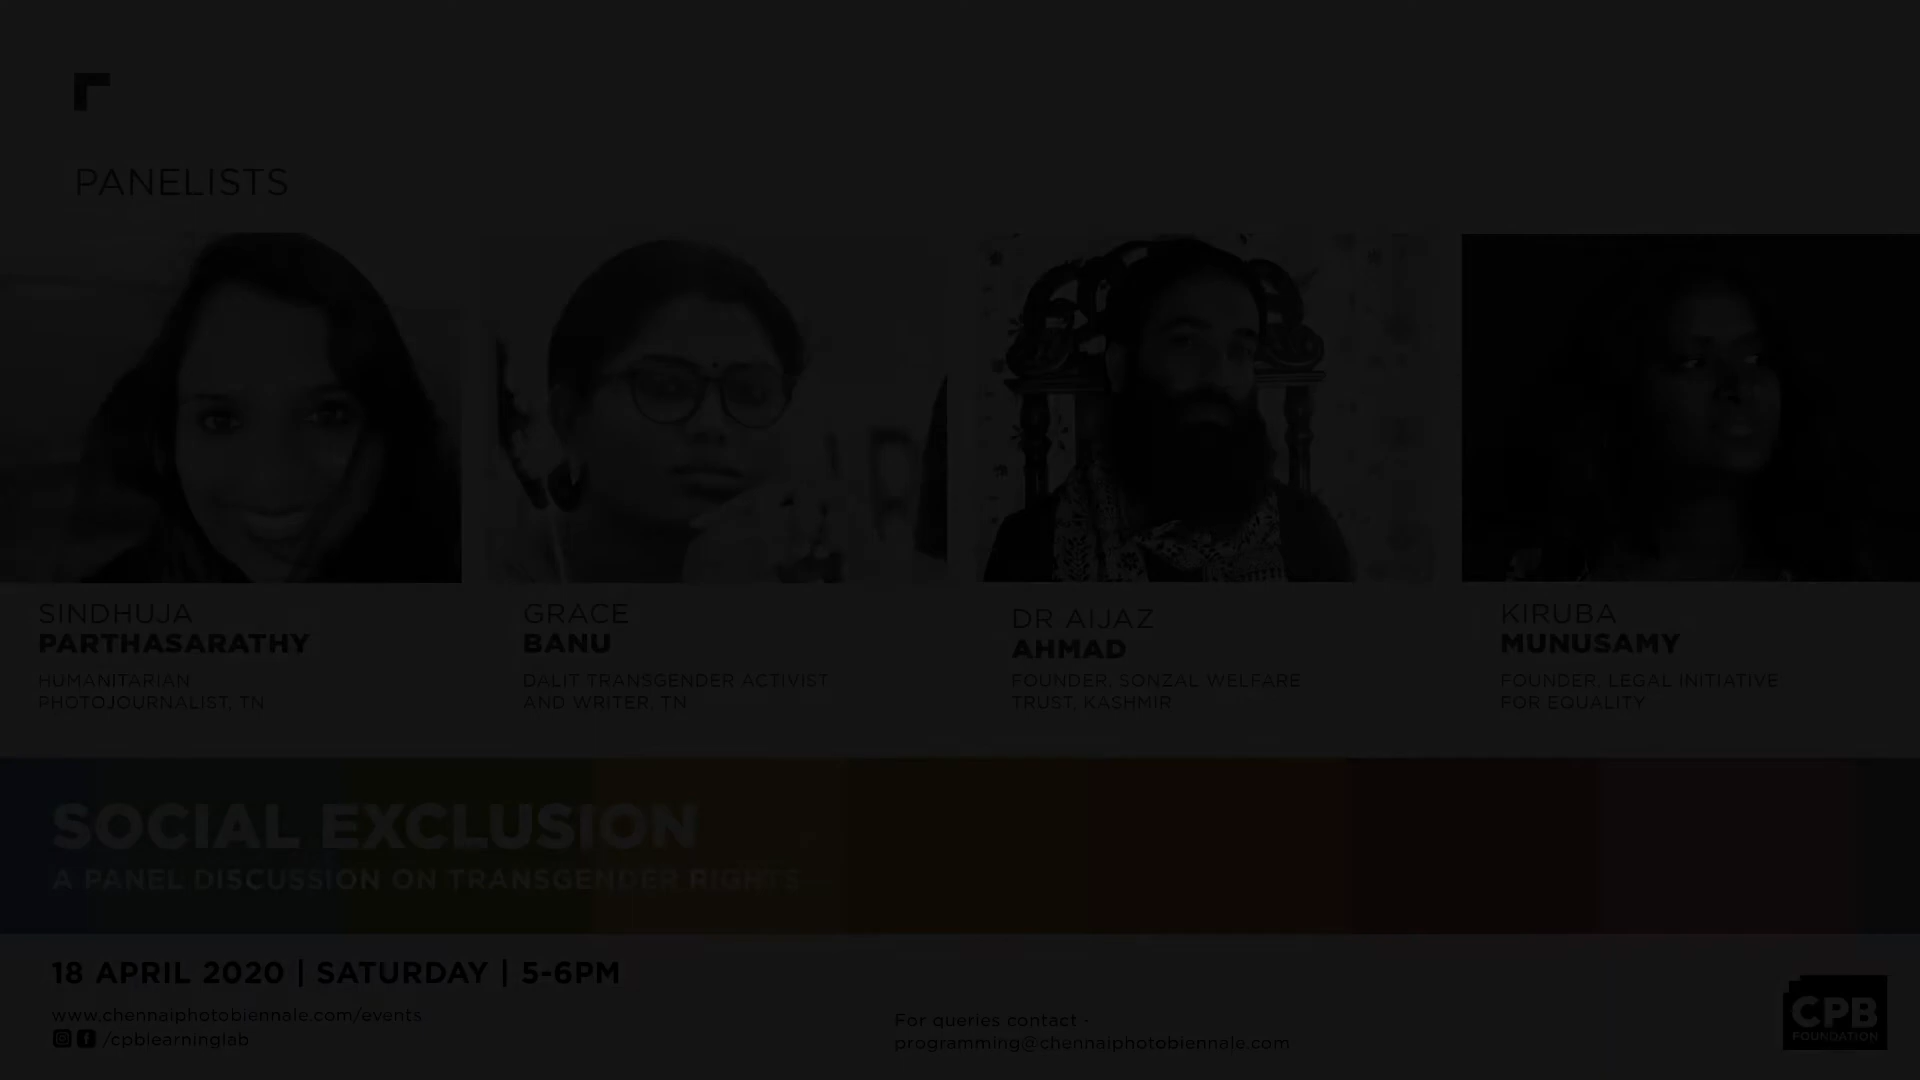 PANELISTS
SINDHUJA
PARTHASARATHY
HUMANITARIAN
PHOTOJOURNALIST, TN
GRACE
BANU
DALIT TRANSGENDER ACTIVIST
AND WRITER, TN
DR AIJAZ
AHMAD
FOUNDER, SONZAL WELFARE
TRUST, KASHMIR
KIRUBA
MUNUSAMY
FOUNDER, LEGAL INITIATIVE
FOR EQUALITY
SOCIAL EXCLUSION
A PANEL DISCUSSION ON TRANSGENDER RIGHTS
18 APRIL 2020 | SATURDAY | 5-6PM
www.chennaiphotobiennale.com/events
/cpblearninglab
For queries contact -
programming@chennaiphotobiennale.com
CPB
FOUNDATION